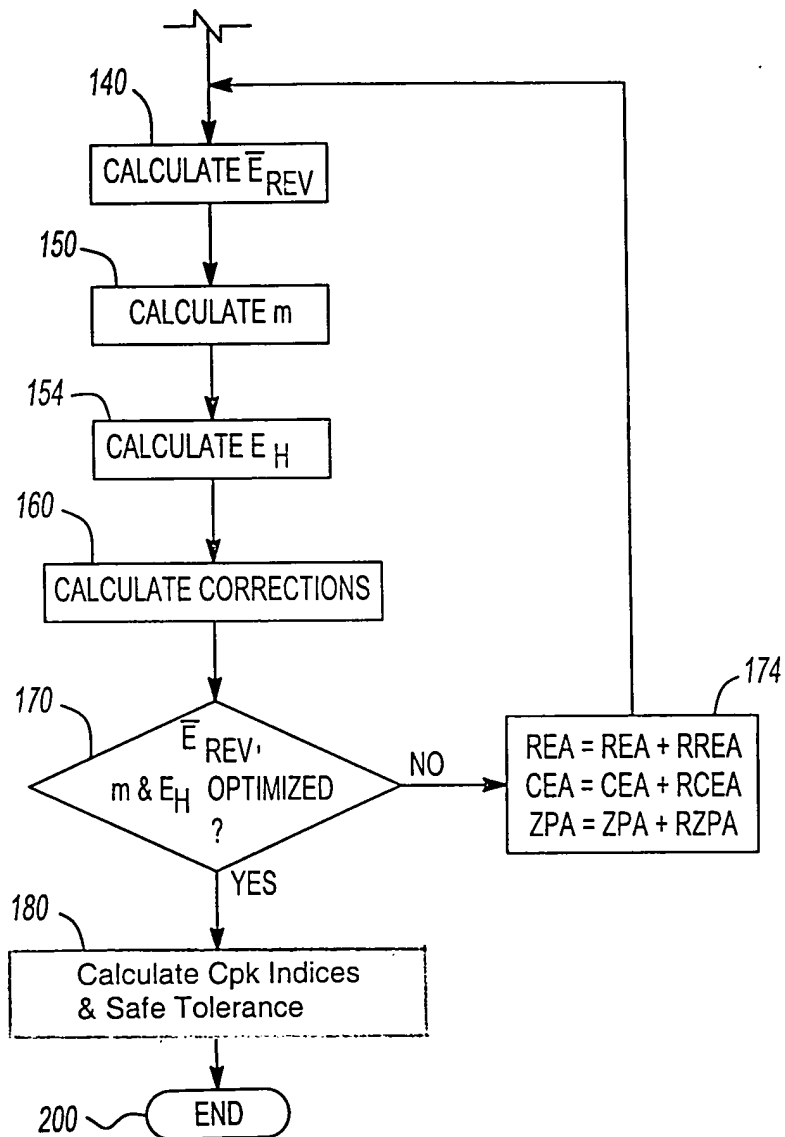 140
CALCULATE E̅ REV
150
CALCULATE m
154
CALCULATE E H
160
CALCULATE CORRECTIONS
170
E̅ REV,
m & E H OPTIMIZED
?
NO
174
REA = REA + RREA
CEA = CEA + RCEA
ZPA = ZPA + RZPA
YES
180
Calculate Cpk Indices
& Safe Tolerance
200
END